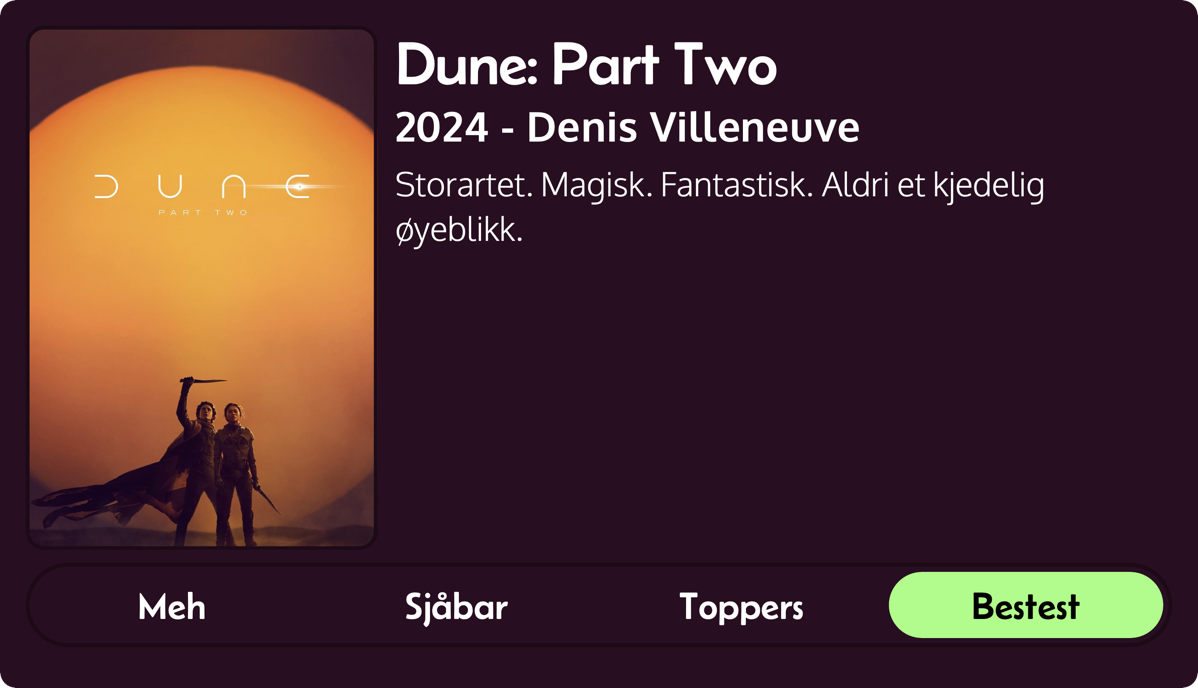 Dune: Part Two
2024 - Denis Villeneuve
Storartet. Magisk. Fantastisk. Aldri et kjedelig
øyeblikk.
DUNE
PART TWO
Meh
Sjåbar
Toppers
Bestest